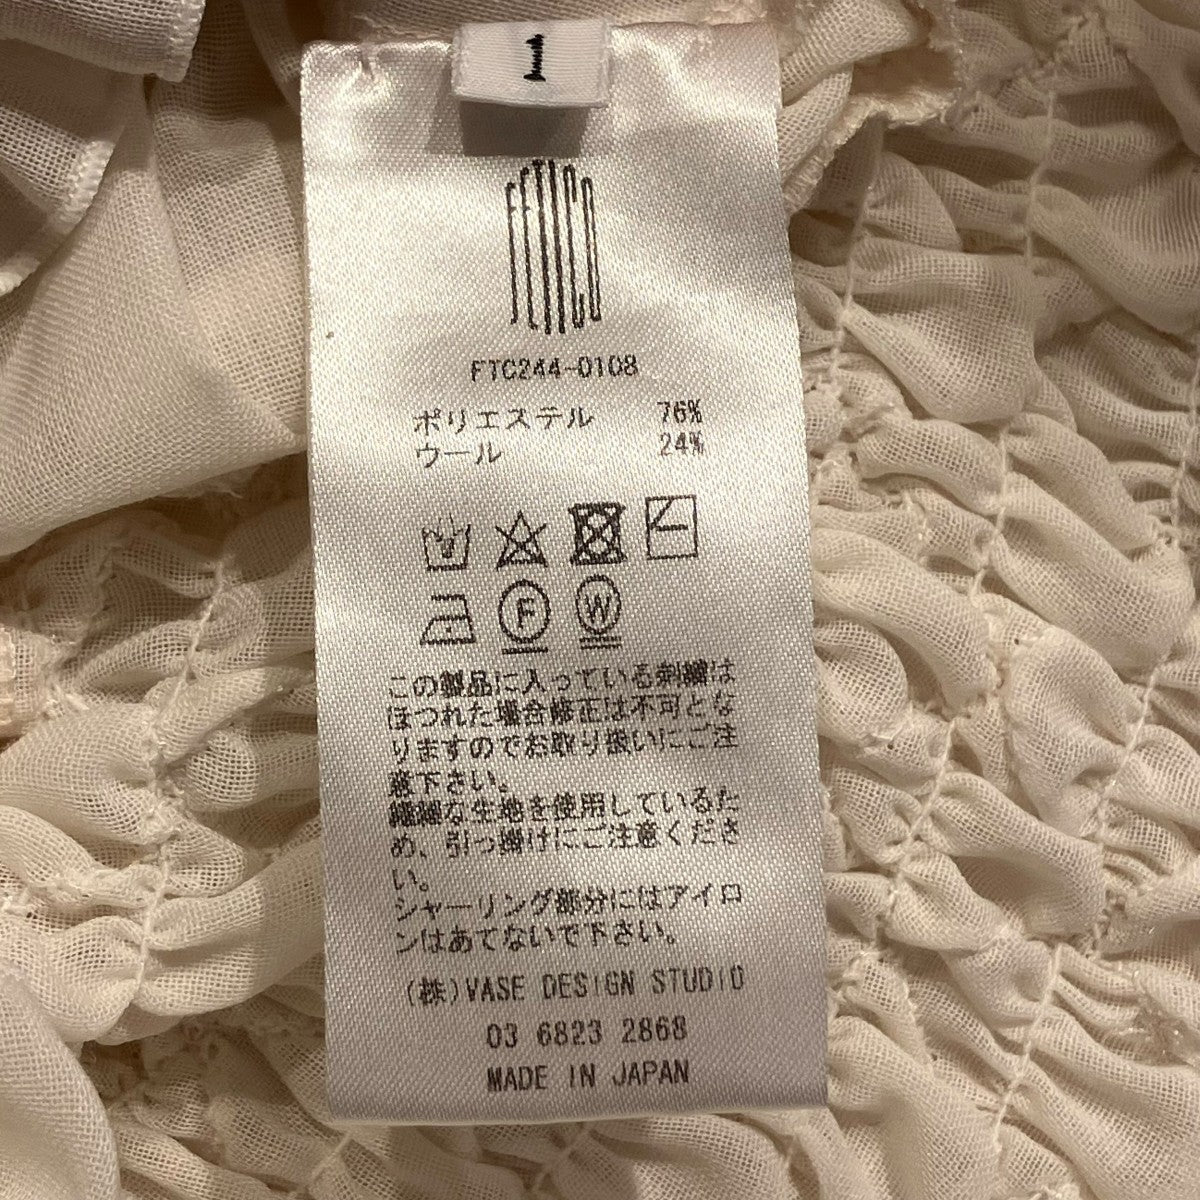 1
FETICO
FTC244-0108
ポリエステル 76%
ウール 24%
F W
この製品に入っている刺繍は
ほつれた場合修正は不可とな
りますのでお取り扱いにご注
意下さい。
繊細な生地を使用しているた
め、引っ掛けにご注意くださ
い。
シャーリング部分にはアイロ
ンはあてないで下さい。
(株)VASE DESIGN STUDIO
03 6823 2868
MADE IN JAPAN